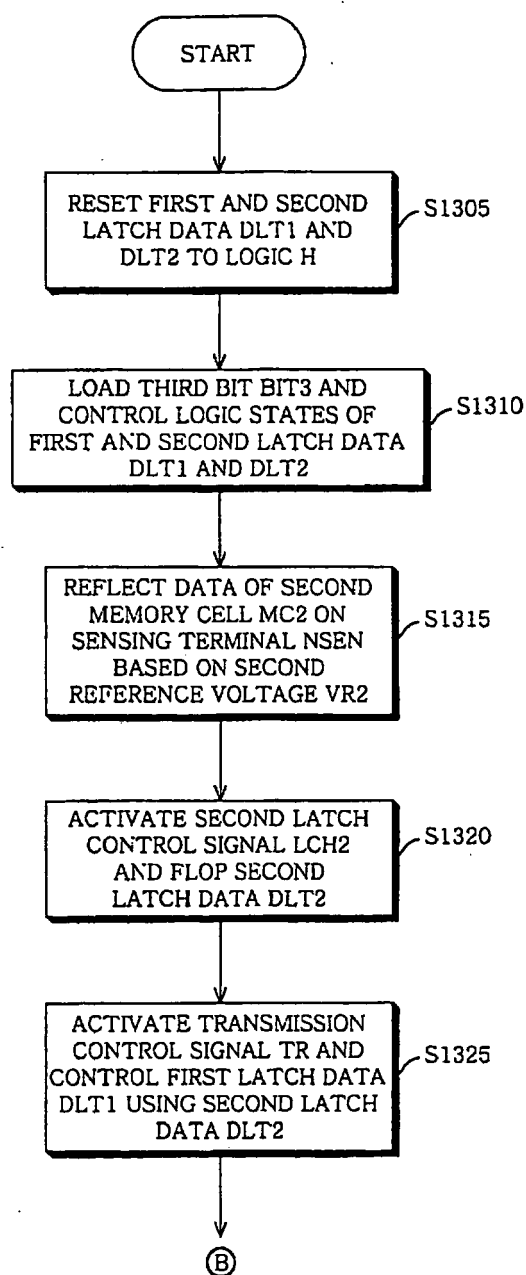 START
RESET FIRST AND SECOND
LATCH DATA DLT1 AND
DLT2 TO LOGIC H
S1305
LOAD THIRD BIT BIT3 AND
CONTROL LOGIC STATES OF
FIRST AND SECOND LATCH DATA
DLT1 AND DLT2
S1310
REFLECT DATA OF SECOND
MEMORY CELL MC2 ON
SENSING TERMINAL NSEN
BASED ON SECOND
REFERENCE VOLTAGE VR2
S1315
ACTIVATE SECOND LATCH
CONTROL SIGNAL LCH2
AND FLOP SECOND
LATCH DATA DLT2
S1320
ACTIVATE TRANSMISSION
CONTROL SIGNAL TR AND
CONTROL FIRST LATCH DATA
DLT1 USING SECOND LATCH
DATA DLT2
S1325
B